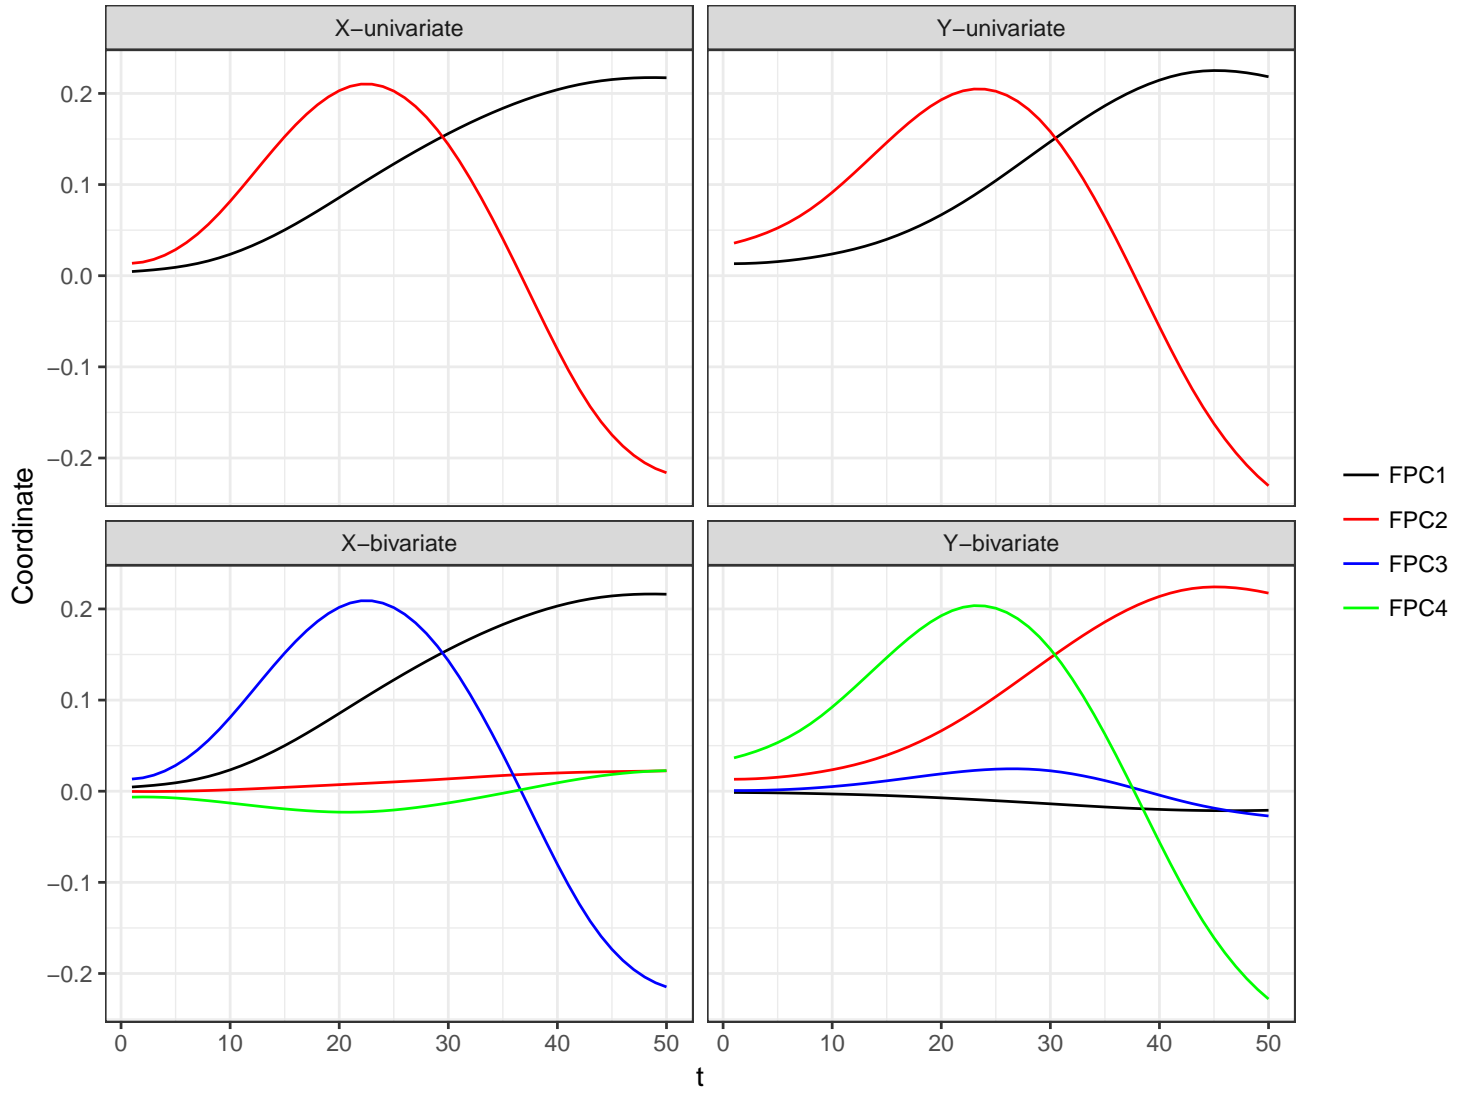 X−univariate
Y−univariate
0.2
0.1
0.0
−0.1
−0.2
X−bivariate
Y−bivariate
0.2
0.1
0.0
−0.1
−0.2
0 10 20 30 40 50
0 10 20 30 40 50
t
Coordinate
FPC1
FPC2
FPC3
FPC4